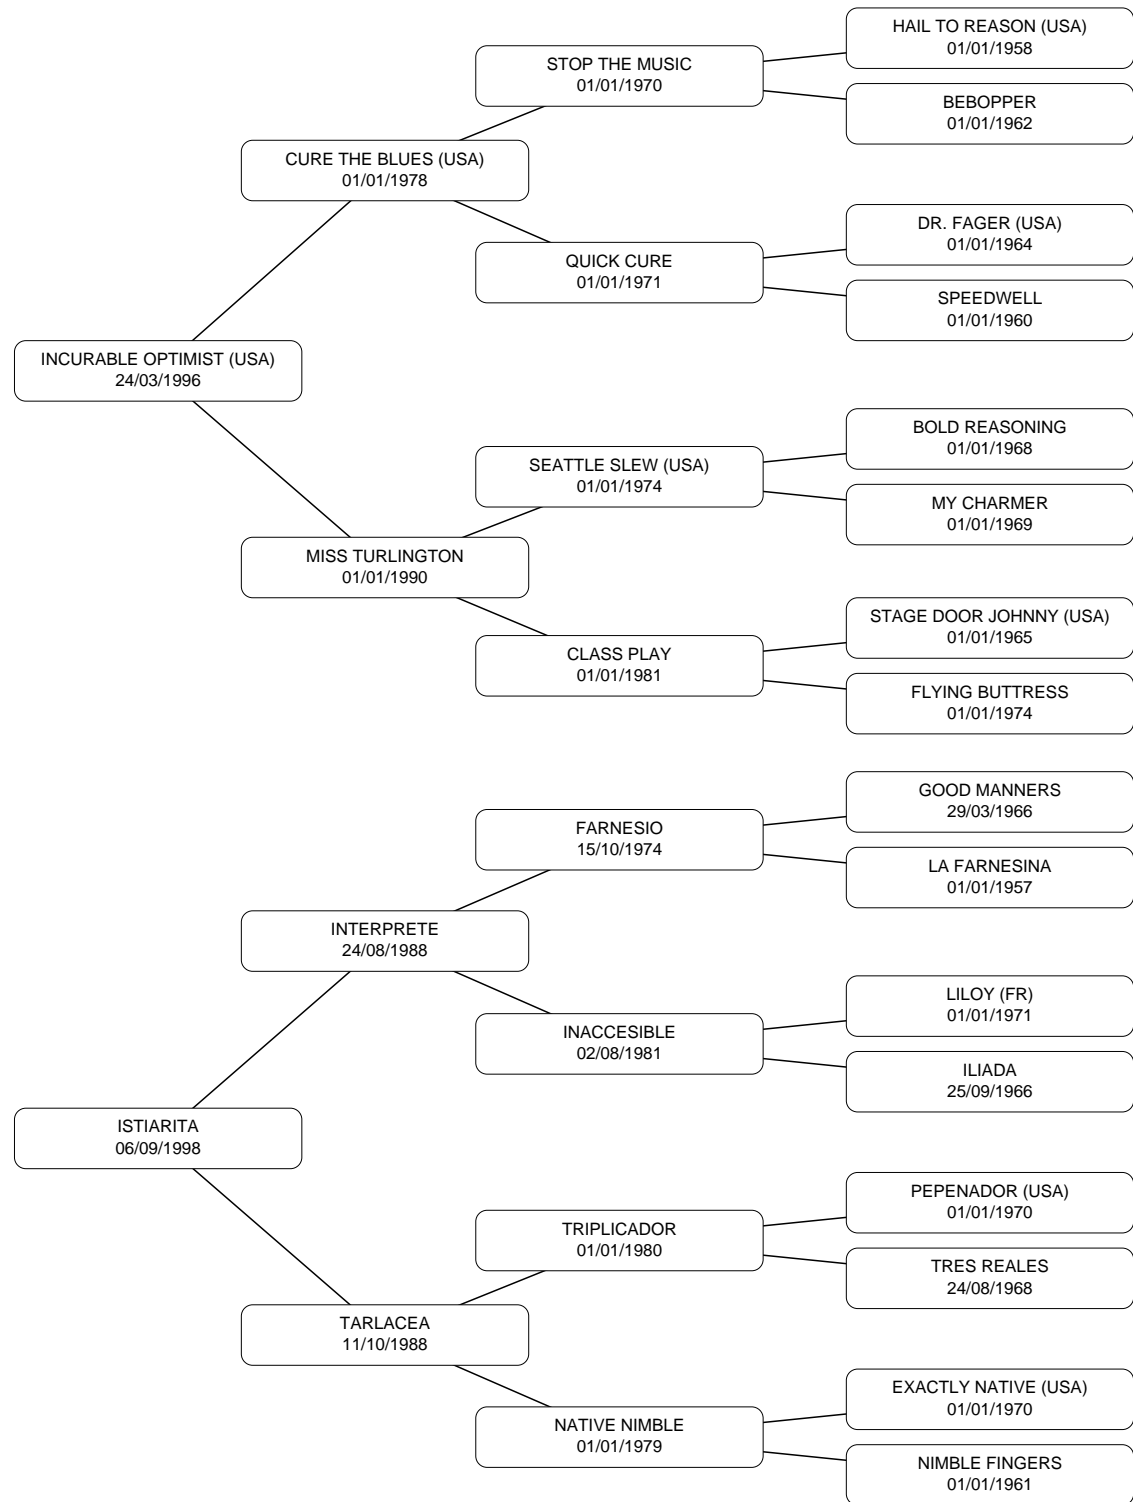 HAIL TO REASON (USA)
01/01/1958
STOP THE MUSIC
01/01/1970
BEBOPPER
01/01/1962
CURE THE BLUES (USA)
01/01/1978
DR. FAGER (USA)
01/01/1964
QUICK CURE
01/01/1971
SPEEDWELL
01/01/1960
INCURABLE OPTIMIST (USA)
24/03/1996
BOLD REASONING
01/01/1968
SEATTLE SLEW (USA)
01/01/1974
MY CHARMER
01/01/1969
MISS TURLINGTON
01/01/1990
STAGE DOOR JOHNNY (USA)
01/01/1965
CLASS PLAY
01/01/1981
FLYING BUTTRESS
01/01/1974
GOOD MANNERS
29/03/1966
FARNESIO
15/10/1974
LA FARNESINA
01/01/1957
INTERPRETE
24/08/1988
LILOY (FR)
01/01/1971
INACCESIBLE
02/08/1981
ILIADA
25/09/1966
ISTIARITA
06/09/1998
PEPENADOR (USA)
01/01/1970
TRIPLICADOR
01/01/1980
TRES REALES
24/08/1968
TARLACEA
11/10/1988
EXACTLY NATIVE (USA)
01/01/1970
NATIVE NIMBLE
01/01/1979
NIMBLE FINGERS
01/01/1961